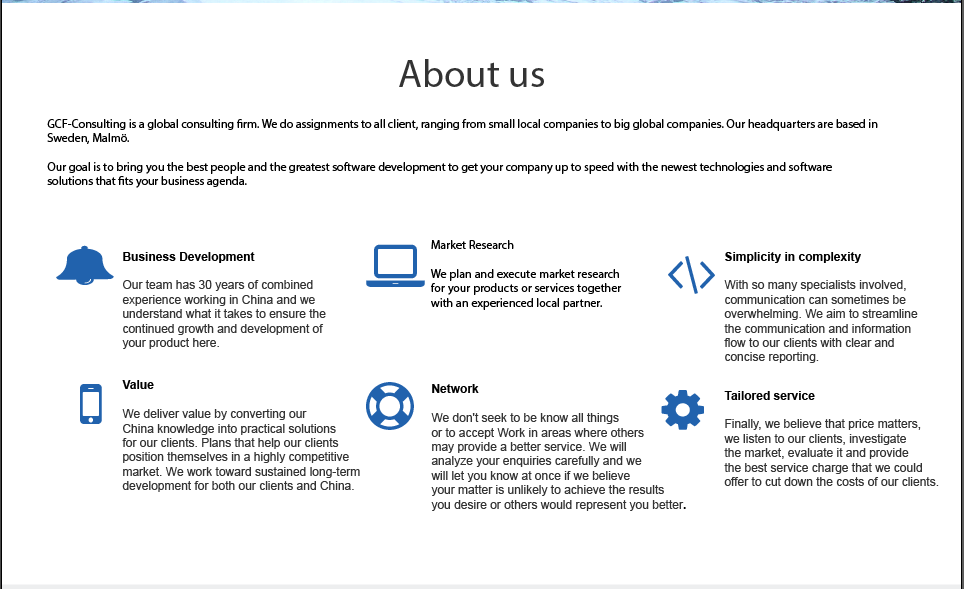 About us
GCF-Consulting is a global consulting firm. We do assignments to all client, ranging from small local companies to big global companies. Our headquarters are based in
Sweden, Malmö.
Our goal is to bring you the best people and the greatest software development to get your company up to speed with the newest technologies and software
solutions that fits your business agenda.
Business Development
Our team has 30 years of combined
experience working in China and we
understand what it takes to ensure the
continued growth and development of
your product here.
Market Research
We plan and execute market research
for your products or services together
with an experienced local partner.
Simplicity in complexity
With so many specialists involved,
communication can sometimes be
overwhelming. We aim to streamline
the communication and information
flow to our clients with clear and
concise reporting.
Value
We deliver value by converting our
China knowledge into practical solutions
for our clients. Plans that help our clients
position themselves in a highly competitive
market. We work toward sustained long-term
development for both our clients and China.
Network
We don't seek to be know all things
or to accept Work in areas where others
may provide a better service. We will
analyze your enquiries carefully and we
will let you know at once if we believe
your matter is unlikely to achieve the results
you desire or others would represent you better.
Tailored service
Finally, we believe that price matters,
we listen to our clients, investigate
the market, evaluate it and provide
the best service charge that we could
offer to cut down the costs of our clients.